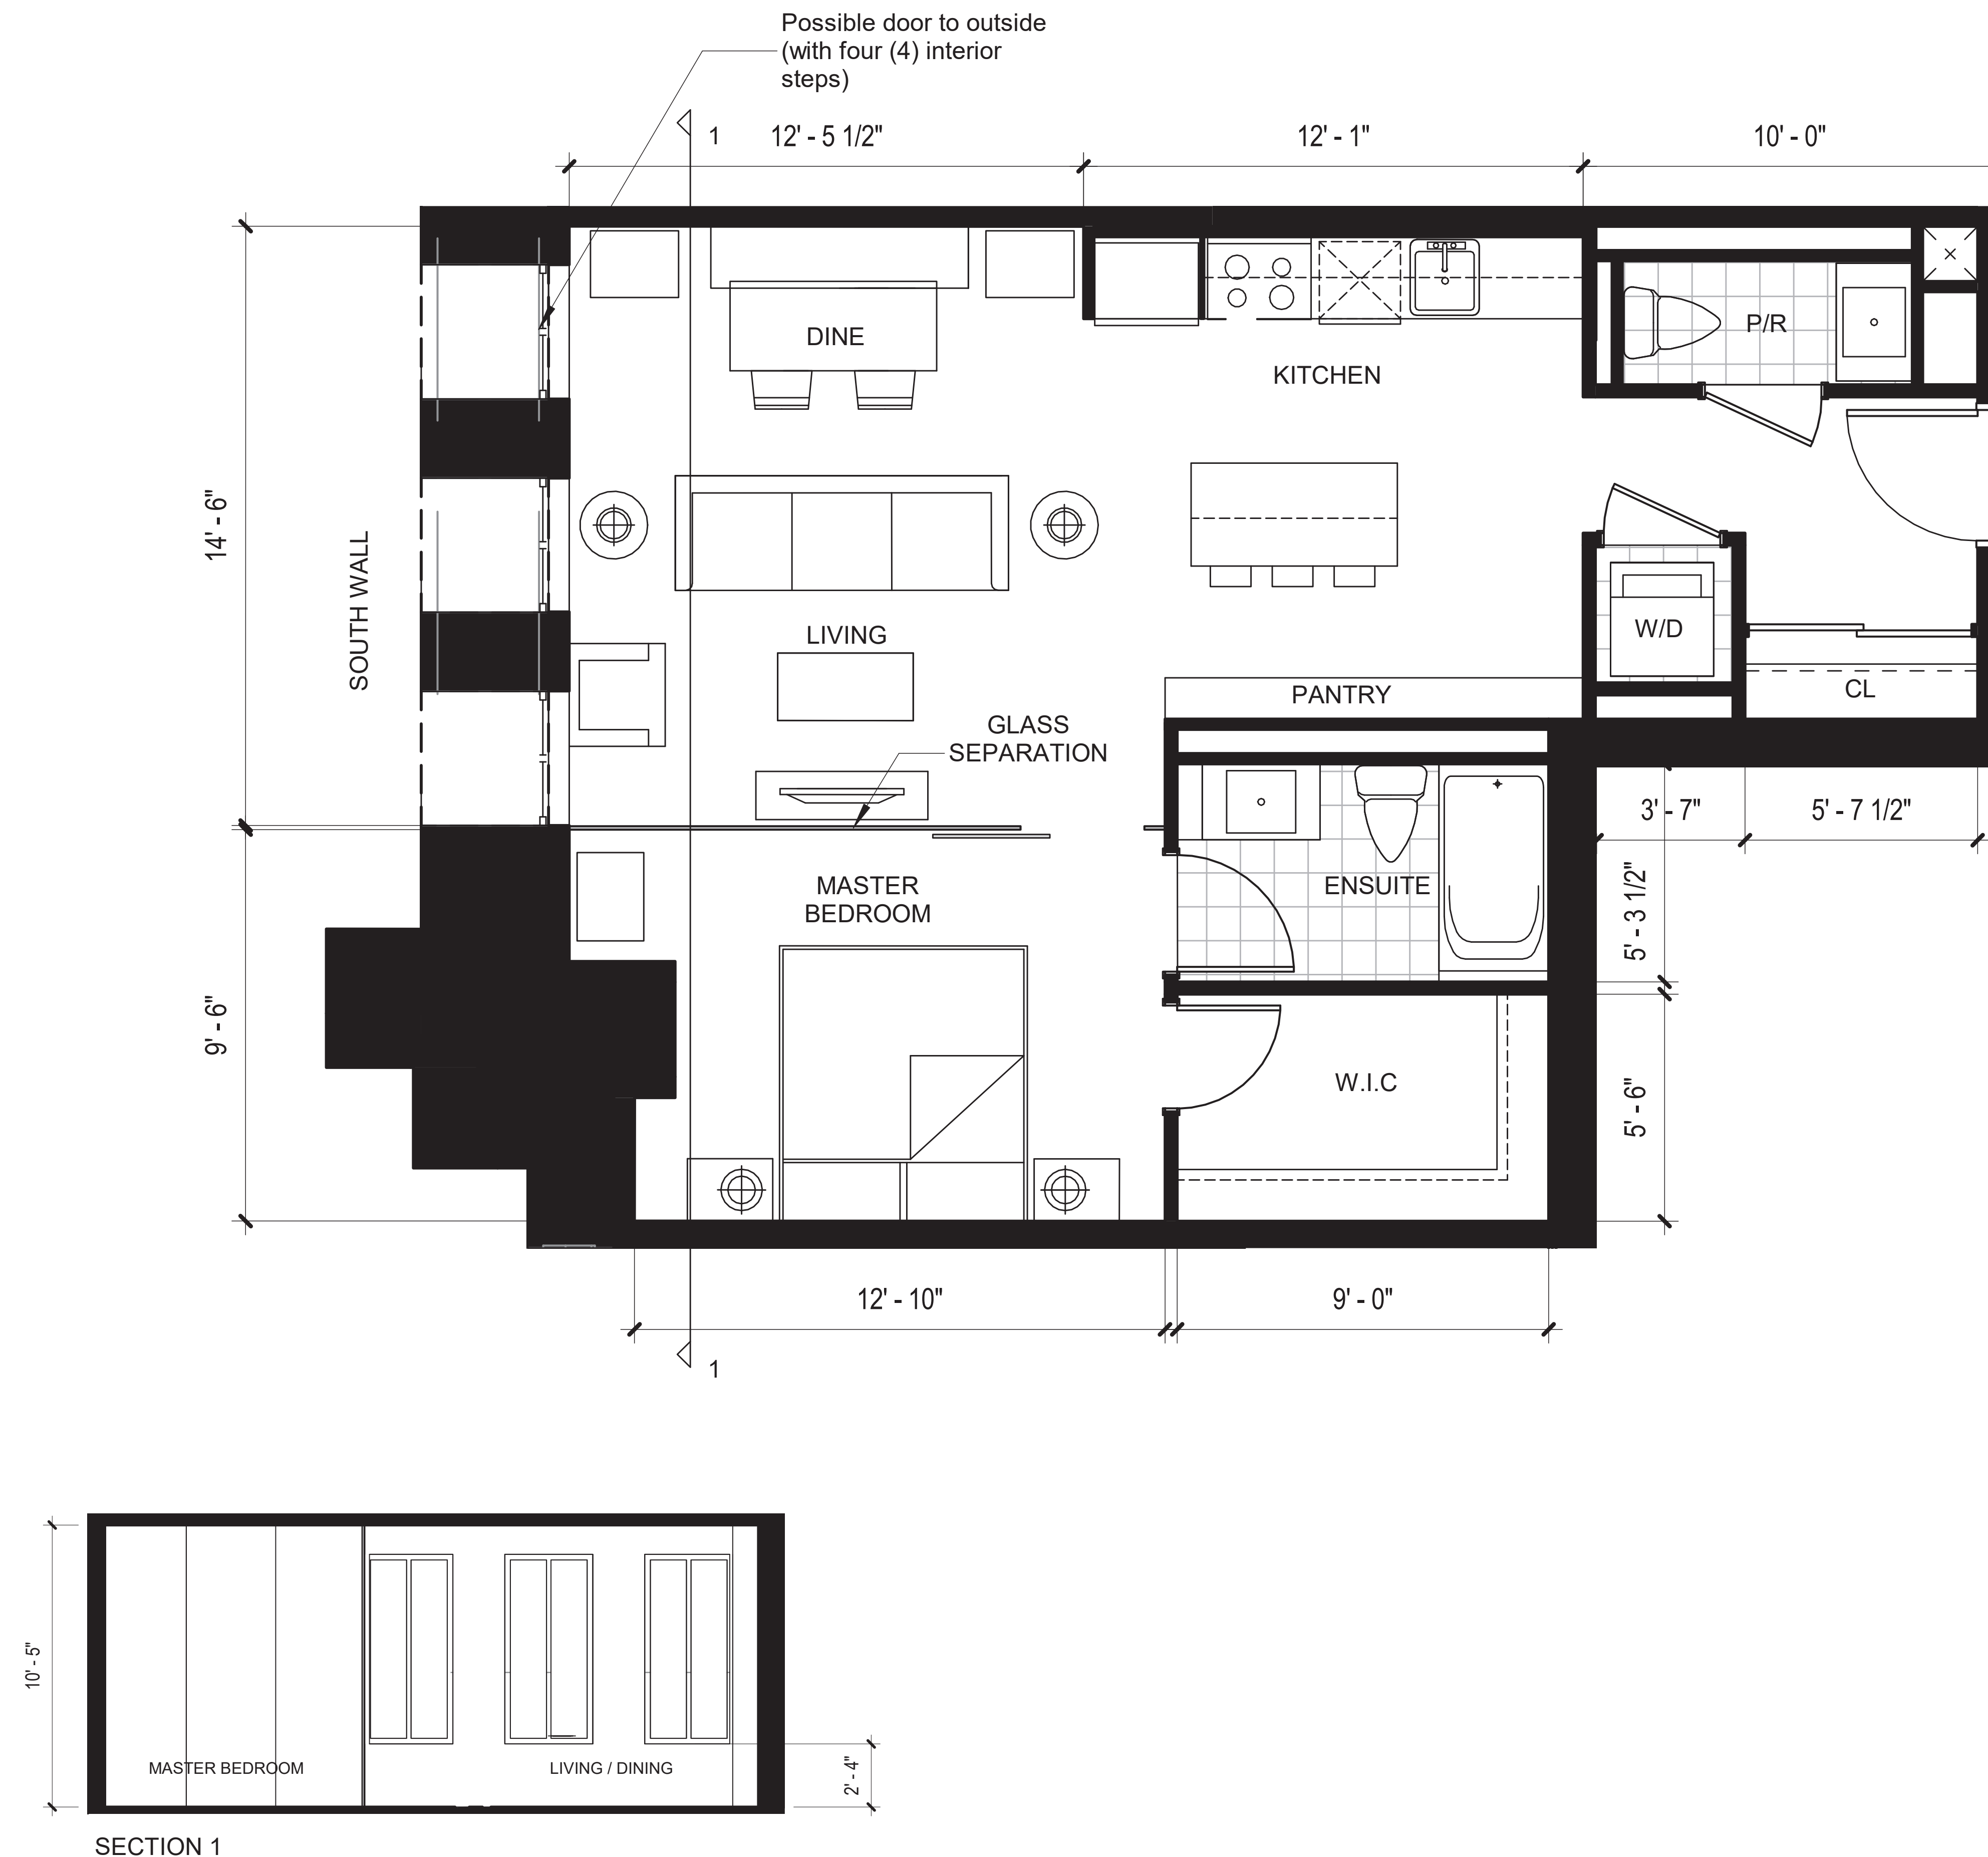 Possible door to outside
(with four (4) interior
steps)
1
12' - 5 1/2"
12' - 1"
10' - 0"
DINE
P/R
KITCHEN
14' - 6"
SOUTH WALL
LIVING
W/D
PANTRY
CL
GLASS
SEPARATION
3' - 7"
5' - 7 1/2"
MASTER
BEDROOM
ENSUITE
5' - 3 1/2"
9' - 6"
W.I.C
5' - 6"
12' - 10"
9' - 0"
1
10' - 5"
MASTER BEDROOM
LIVING / DINING
2' - 4"
SECTION 1